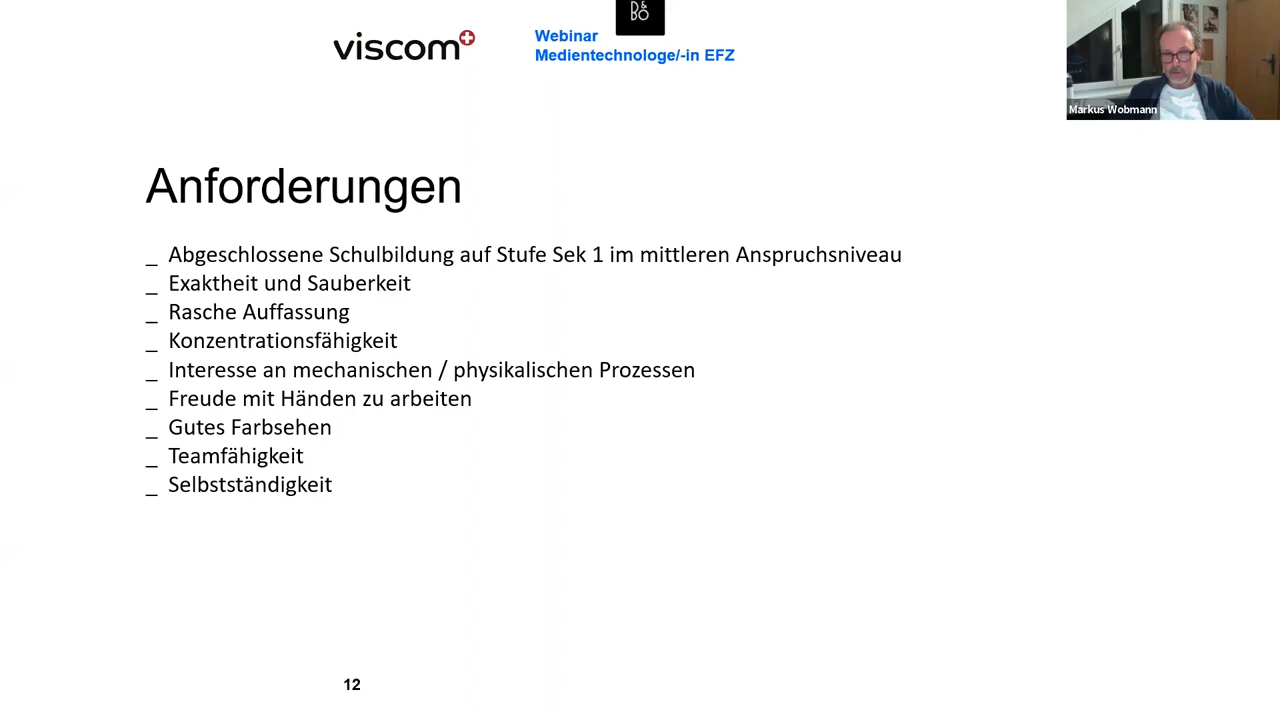 viscom
Webinar
Medientechnologe/-in EFZ
D&
BO
Markus Wobmann
Anforderungen
_ Abgeschlossene Schulbildung auf Stufe Sek 1 im mittleren Anspruchsniveau
_ Exaktheit und Sauberkeit
_ Rasche Auffassung
_ Konzentrationsfähigkeit
_ Interesse an mechanischen / physikalischen Prozessen
_ Freude mit Händen zu arbeiten
_ Gutes Farbsehen
_ Teamfähigkeit
_ Selbstständigkeit
12